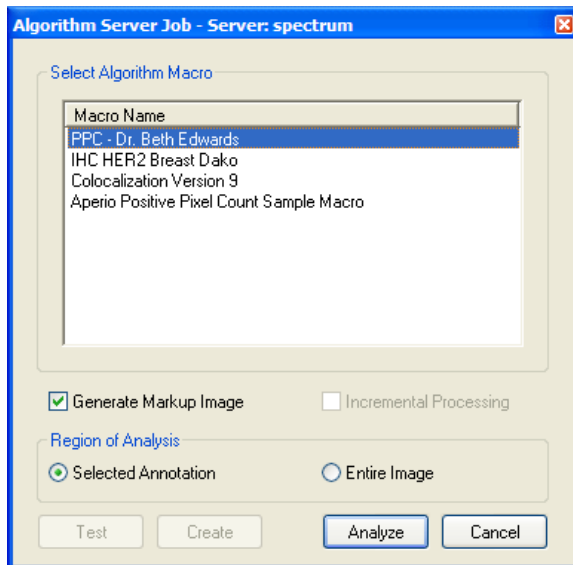 Algorithm Server Job - Server: spectrum
Select Algorithm Macro
Macro Name
PPC - Dr. Beth Edwards
IHC HER2 Breast Dako
Colocalization Version 9
Aperio Positive Pixel Count Sample Macro
Generate Markup Image Incremental Processing
Region of Analysis
Selected Annotation Entire Image
Test Create Analyze Cancel